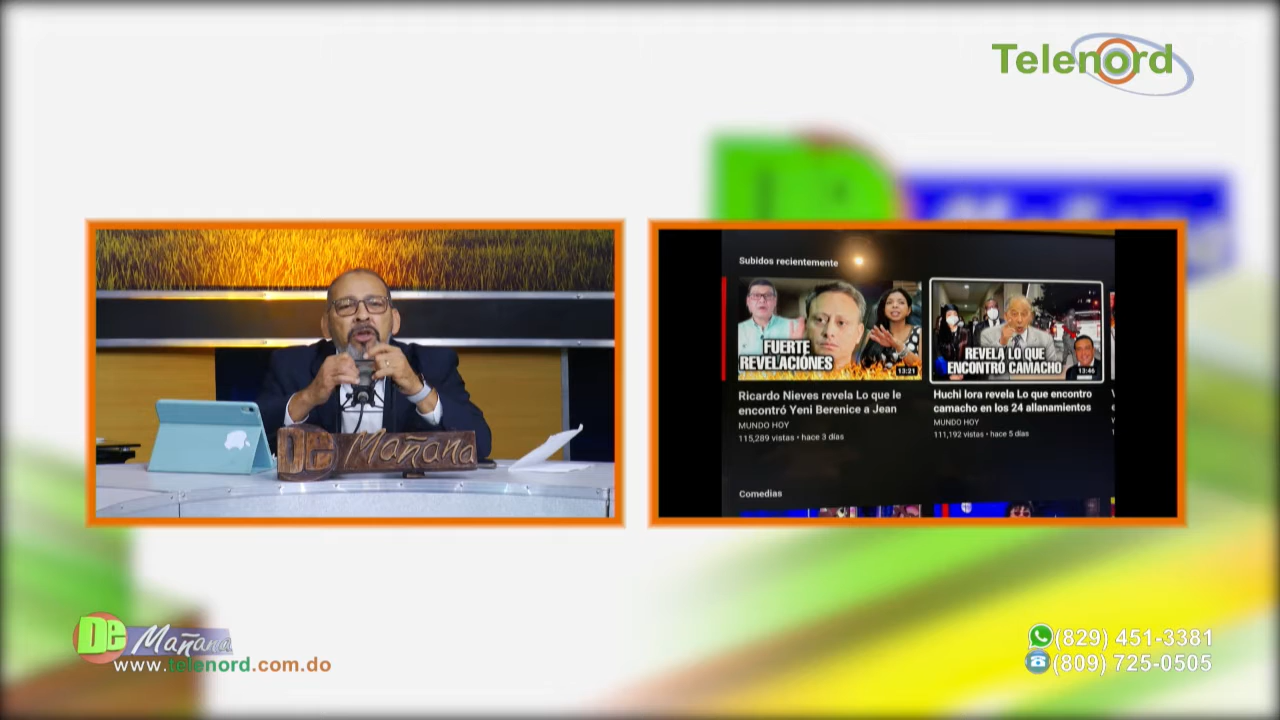 Telenord
De Mañana
Subidos recientemente
FUERTE
REVELACIONES
13:21
REVELA LO QUE
ENCONTRÓ CAMACHO
13:46
Ricardo Nieves revela Lo que le
encontró Yeni Berenice a Jean
MUNDO HOY
115,289 vistas • hace 3 días
Huchi lora revela Lo que encontro
camacho en los 24 allanamientos
MUNDO HOY
111,192 vistas • hace 5 días
Comedias
De Mañana
www.telenord.com.do
(829) 451-3381
(809) 725-0505